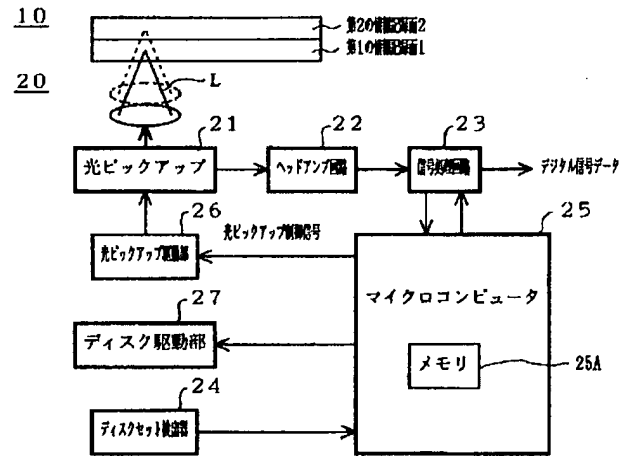 10
第2の情報記録面2
第1の情報記録面1
20
L
21
22
23
光ピックアップ
ヘッドアンプ回路
信号処理回路
デジタル信号データ
26
25
光ピックアップ制御信号
光ピックアップ駆動部
マイクロコンピュータ
27
ディスク駆動部
メモリ
25A
24
ディスクセット検出器